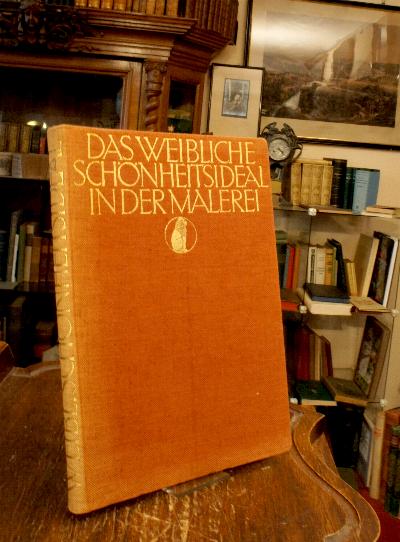 DAS WEIBLICHE
SCHÖNHEITSIDEAL
IN DER MALEREI